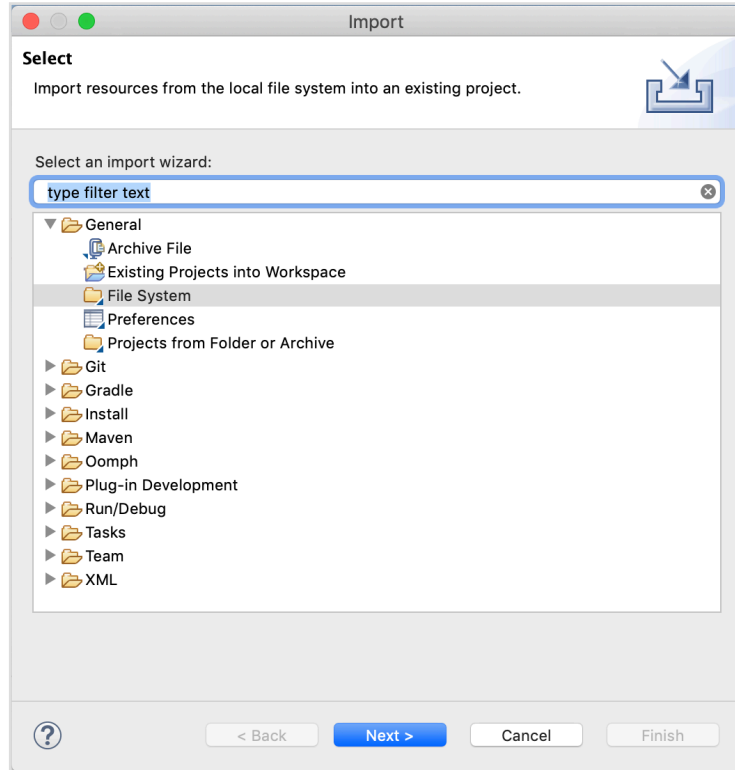 Import
Select
Import resources from the local file system into an existing project.
Select an import wizard:
type filter text
General
Archive File
Existing Projects into Workspace
File System
Preferences
Projects from Folder or Archive
Git
Gradle
Install
Maven
Oomph
Plug-in Development
Run/Debug
Tasks
Team
XML
? < Back Next > Cancel Finish